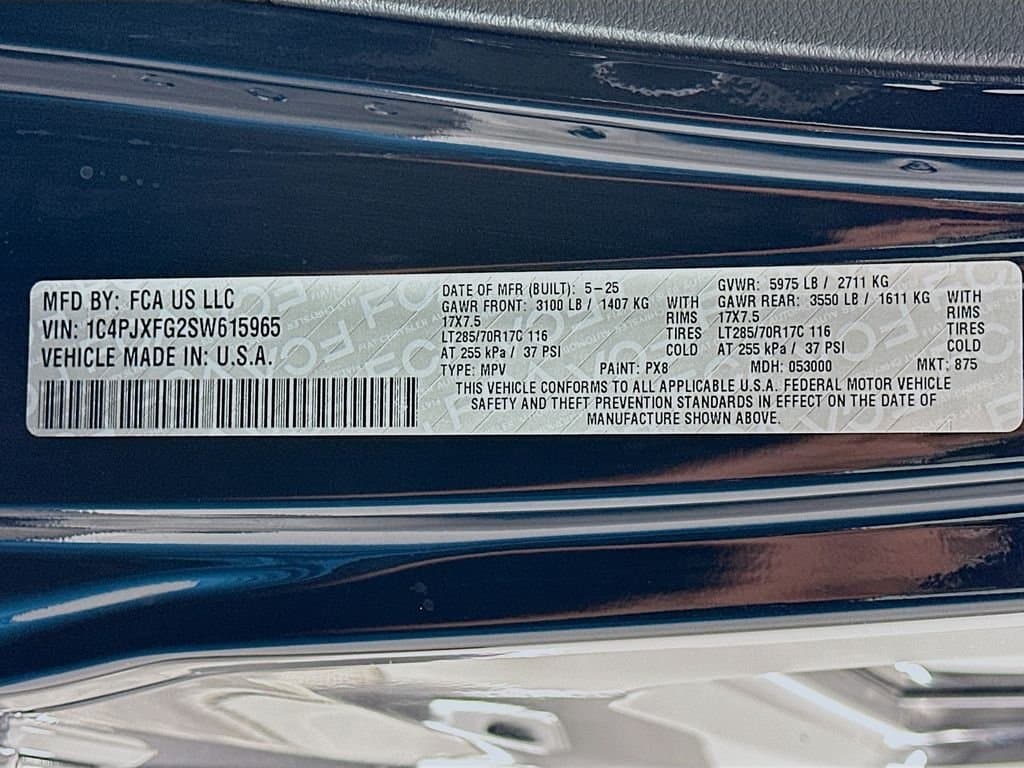 MFD BY: FCA US LLC
VIN: 1C4PJXFG2SW615965
VEHICLE MADE IN: U.S.A.
DATE OF MFR (BUILT): 5-25
GAWR FRONT: 3100 LB / 1407 KG WITH
17X7.5 RIMS
LT285/70R17C 116 TIRES
AT 255 kPa / 37 PSI COLD
GVWR: 5975 LB / 2711 KG
GAWR REAR: 3550 LB / 1611 KG WITH
17X7.5 RIMS
LT285/70R17C 116 TIRES
AT 255 kPa / 37 PSI COLD
TYPE: MPV PAINT: PX8 MDH: 053000 MKT: 875
THIS VEHICLE CONFORMS TO ALL APPLICABLE U.S.A. FEDERAL MOTOR VEHICLE
SAFETY AND THEFT PREVENTION STANDARDS IN EFFECT ON THE DATE OF
MANUFACTURE SHOWN ABOVE.